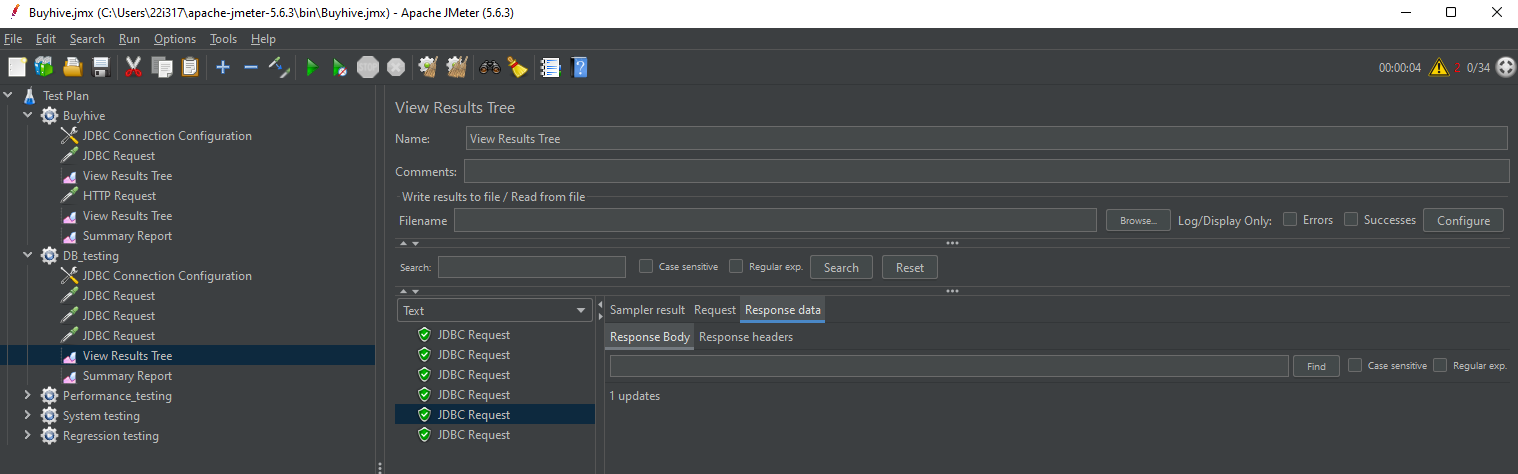 Buyhive.jmx (C:\Users\22i317\apache-jmeter-5.6.3\bin\Buyhive.jmx) - Apache JMeter (5.6.3)
File Edit Search Run Options Tools Help
STOP
00:00:04 2 0/34
Test Plan
Buyhive
JDBC Connection Configuration
JDBC Request
View Results Tree
HTTP Request
View Results Tree
Summary Report
DB_testing
JDBC Connection Configuration
JDBC Request
JDBC Request
JDBC Request
View Results Tree
Summary Report
Performance_testing
System testing
Regression testing
View Results Tree
Name: View Results Tree
Comments:
Write results to file / Read from file
Filename Browse... Log/Display Only: Errors Successes Configure
Search: Case sensitive Regular exp. Search Reset
Text
JDBC Request
JDBC Request
JDBC Request
JDBC Request
JDBC Request
JDBC Request
Sampler result Request Response data
Response Body Response headers
Find Case sensitive Regular exp.
1 updates